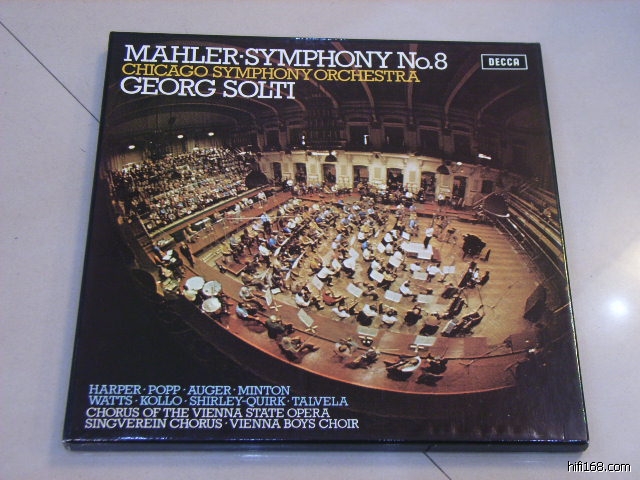 MAHLER·SYMPHONY No.8
DECCA
CHICAGO SYMPHONY ORCHESTRA
GEORG SOLTI
HARPER · POPP · AUGER · MINTON
WATTS · KOLLO · SHIRLEY-QUIRK · TALVELA
CHORUS OF THE VIENNA STATE OPERA
SINGVEREIN CHORUS · VIENNA BOYS CHOIR
hifi168.com